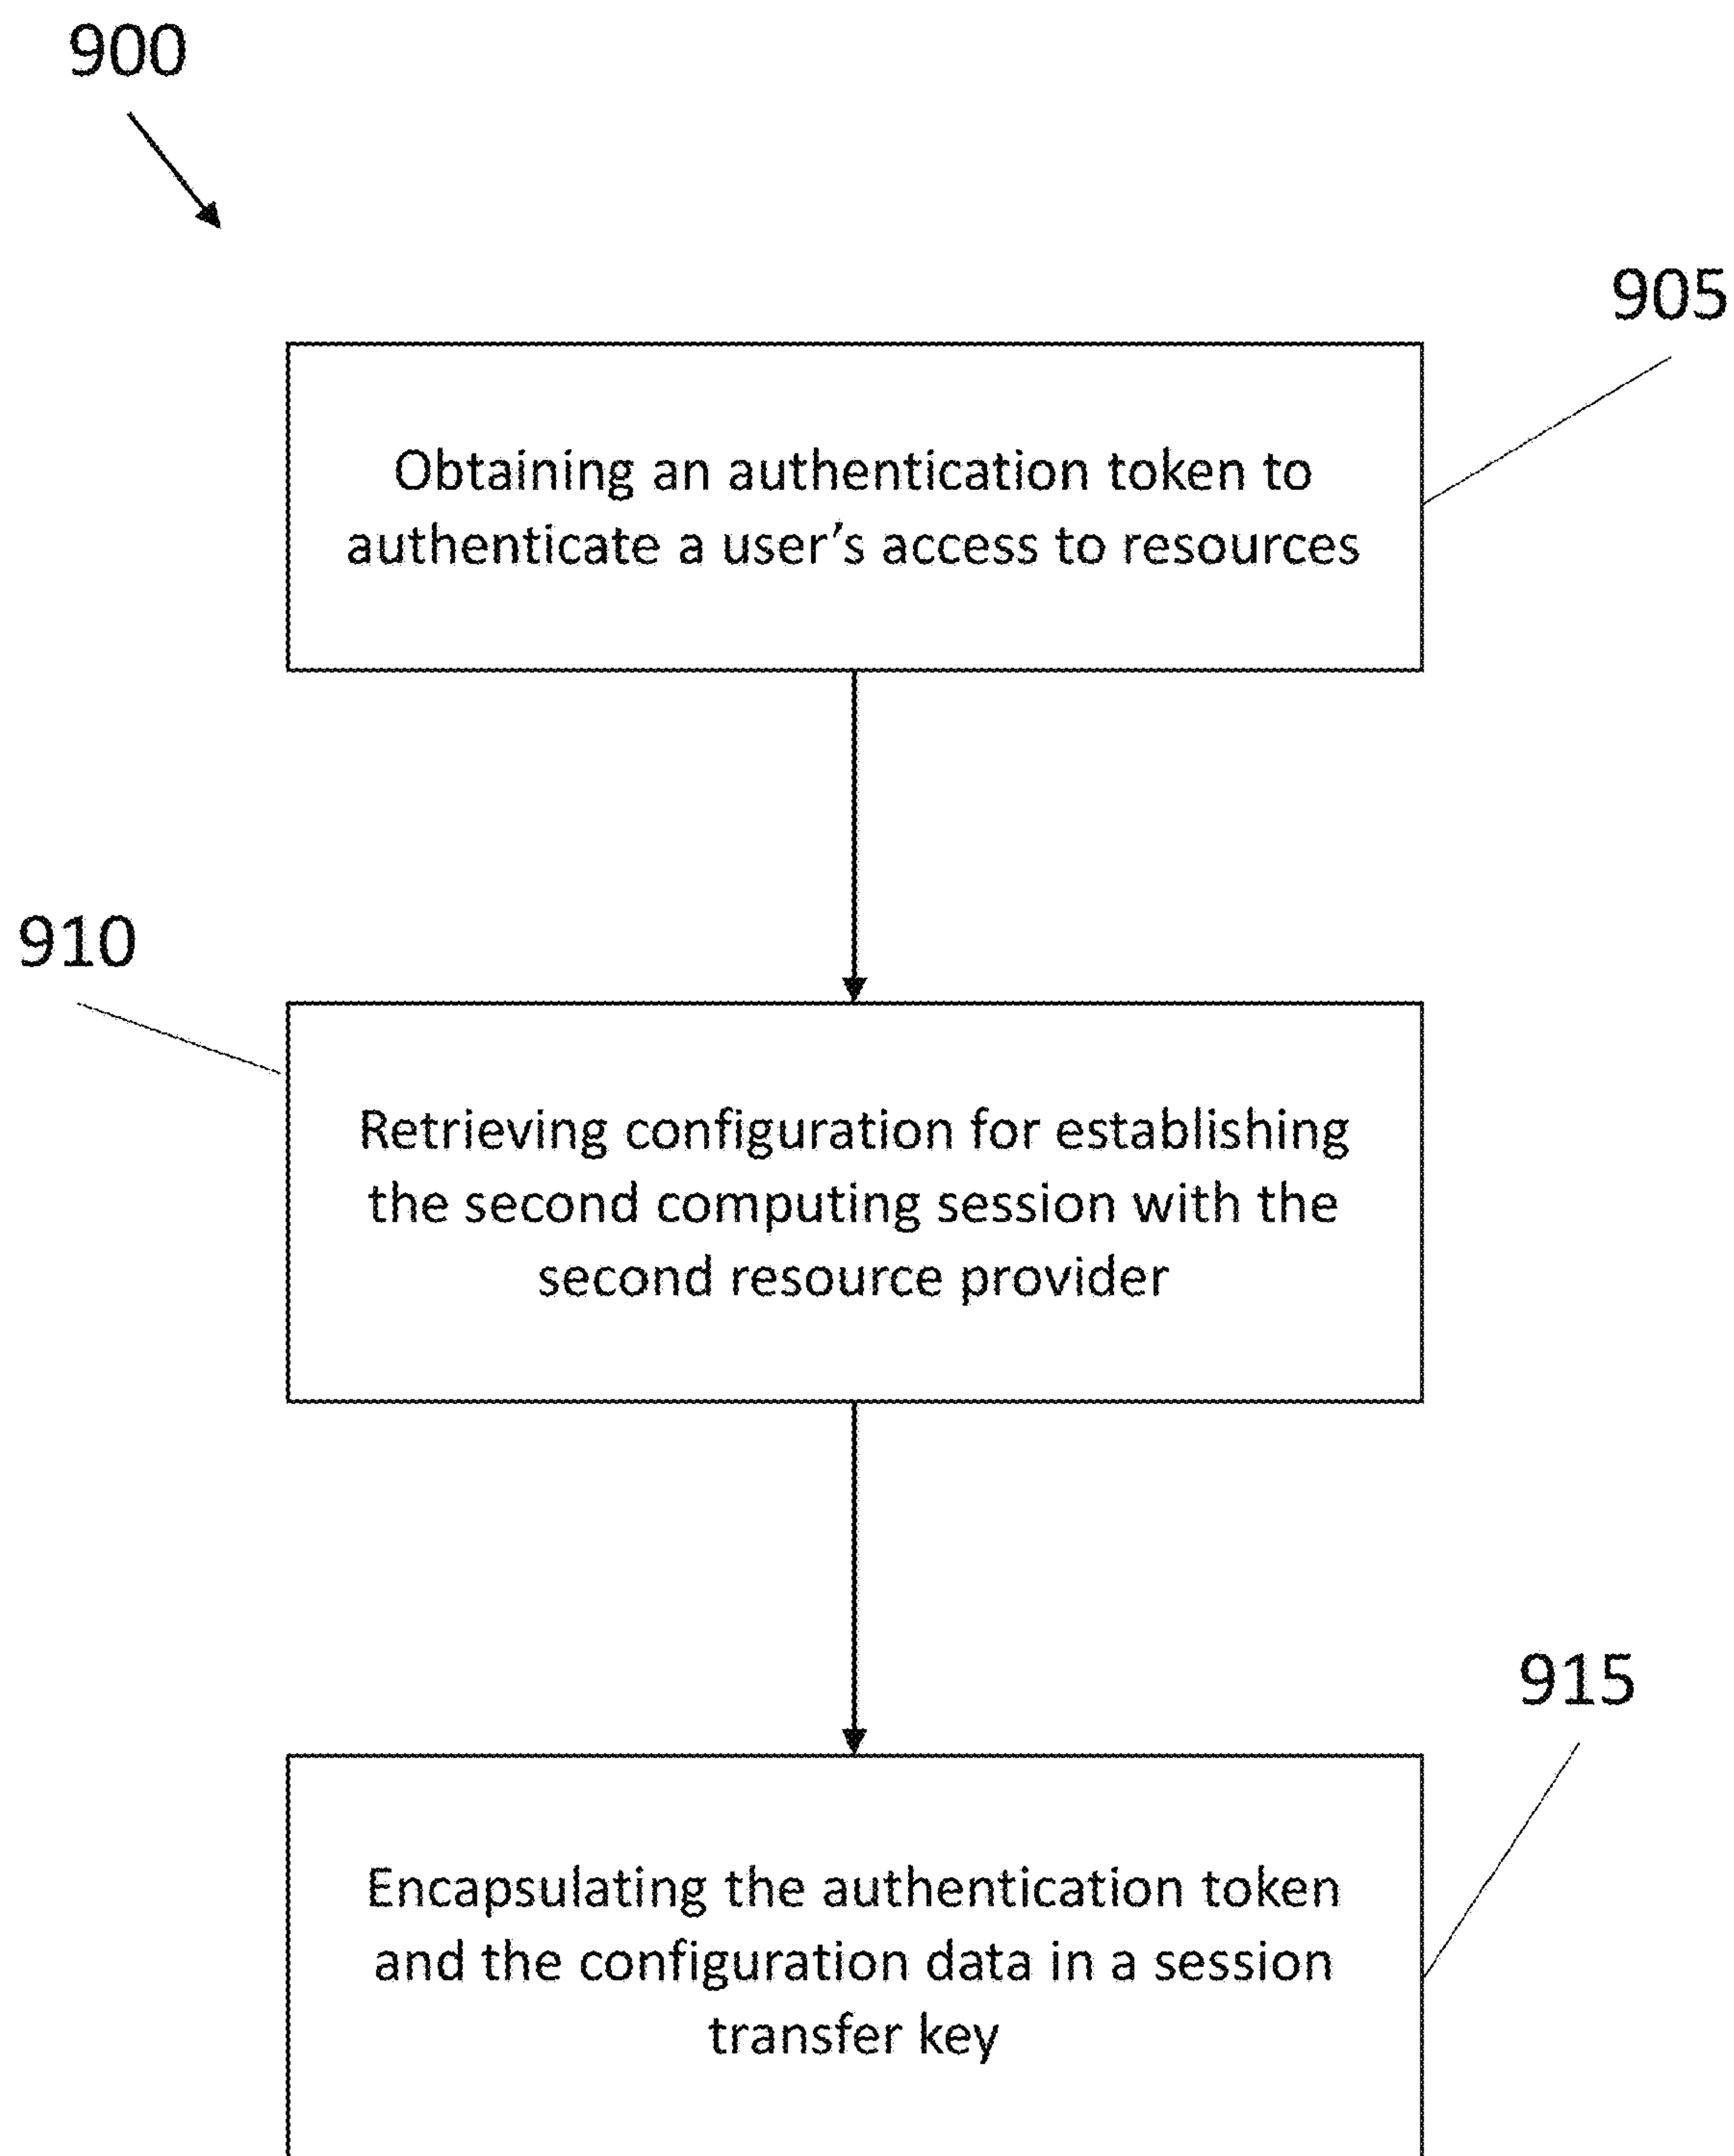 900
905
Obtaining an authentication token to
authenticate a user’s access to resources
910
Retrieving configuration for establishing
the second computing session with the
second resource provider
915
Encapsulating the authentication token
and the configuration data in a session
transfer key